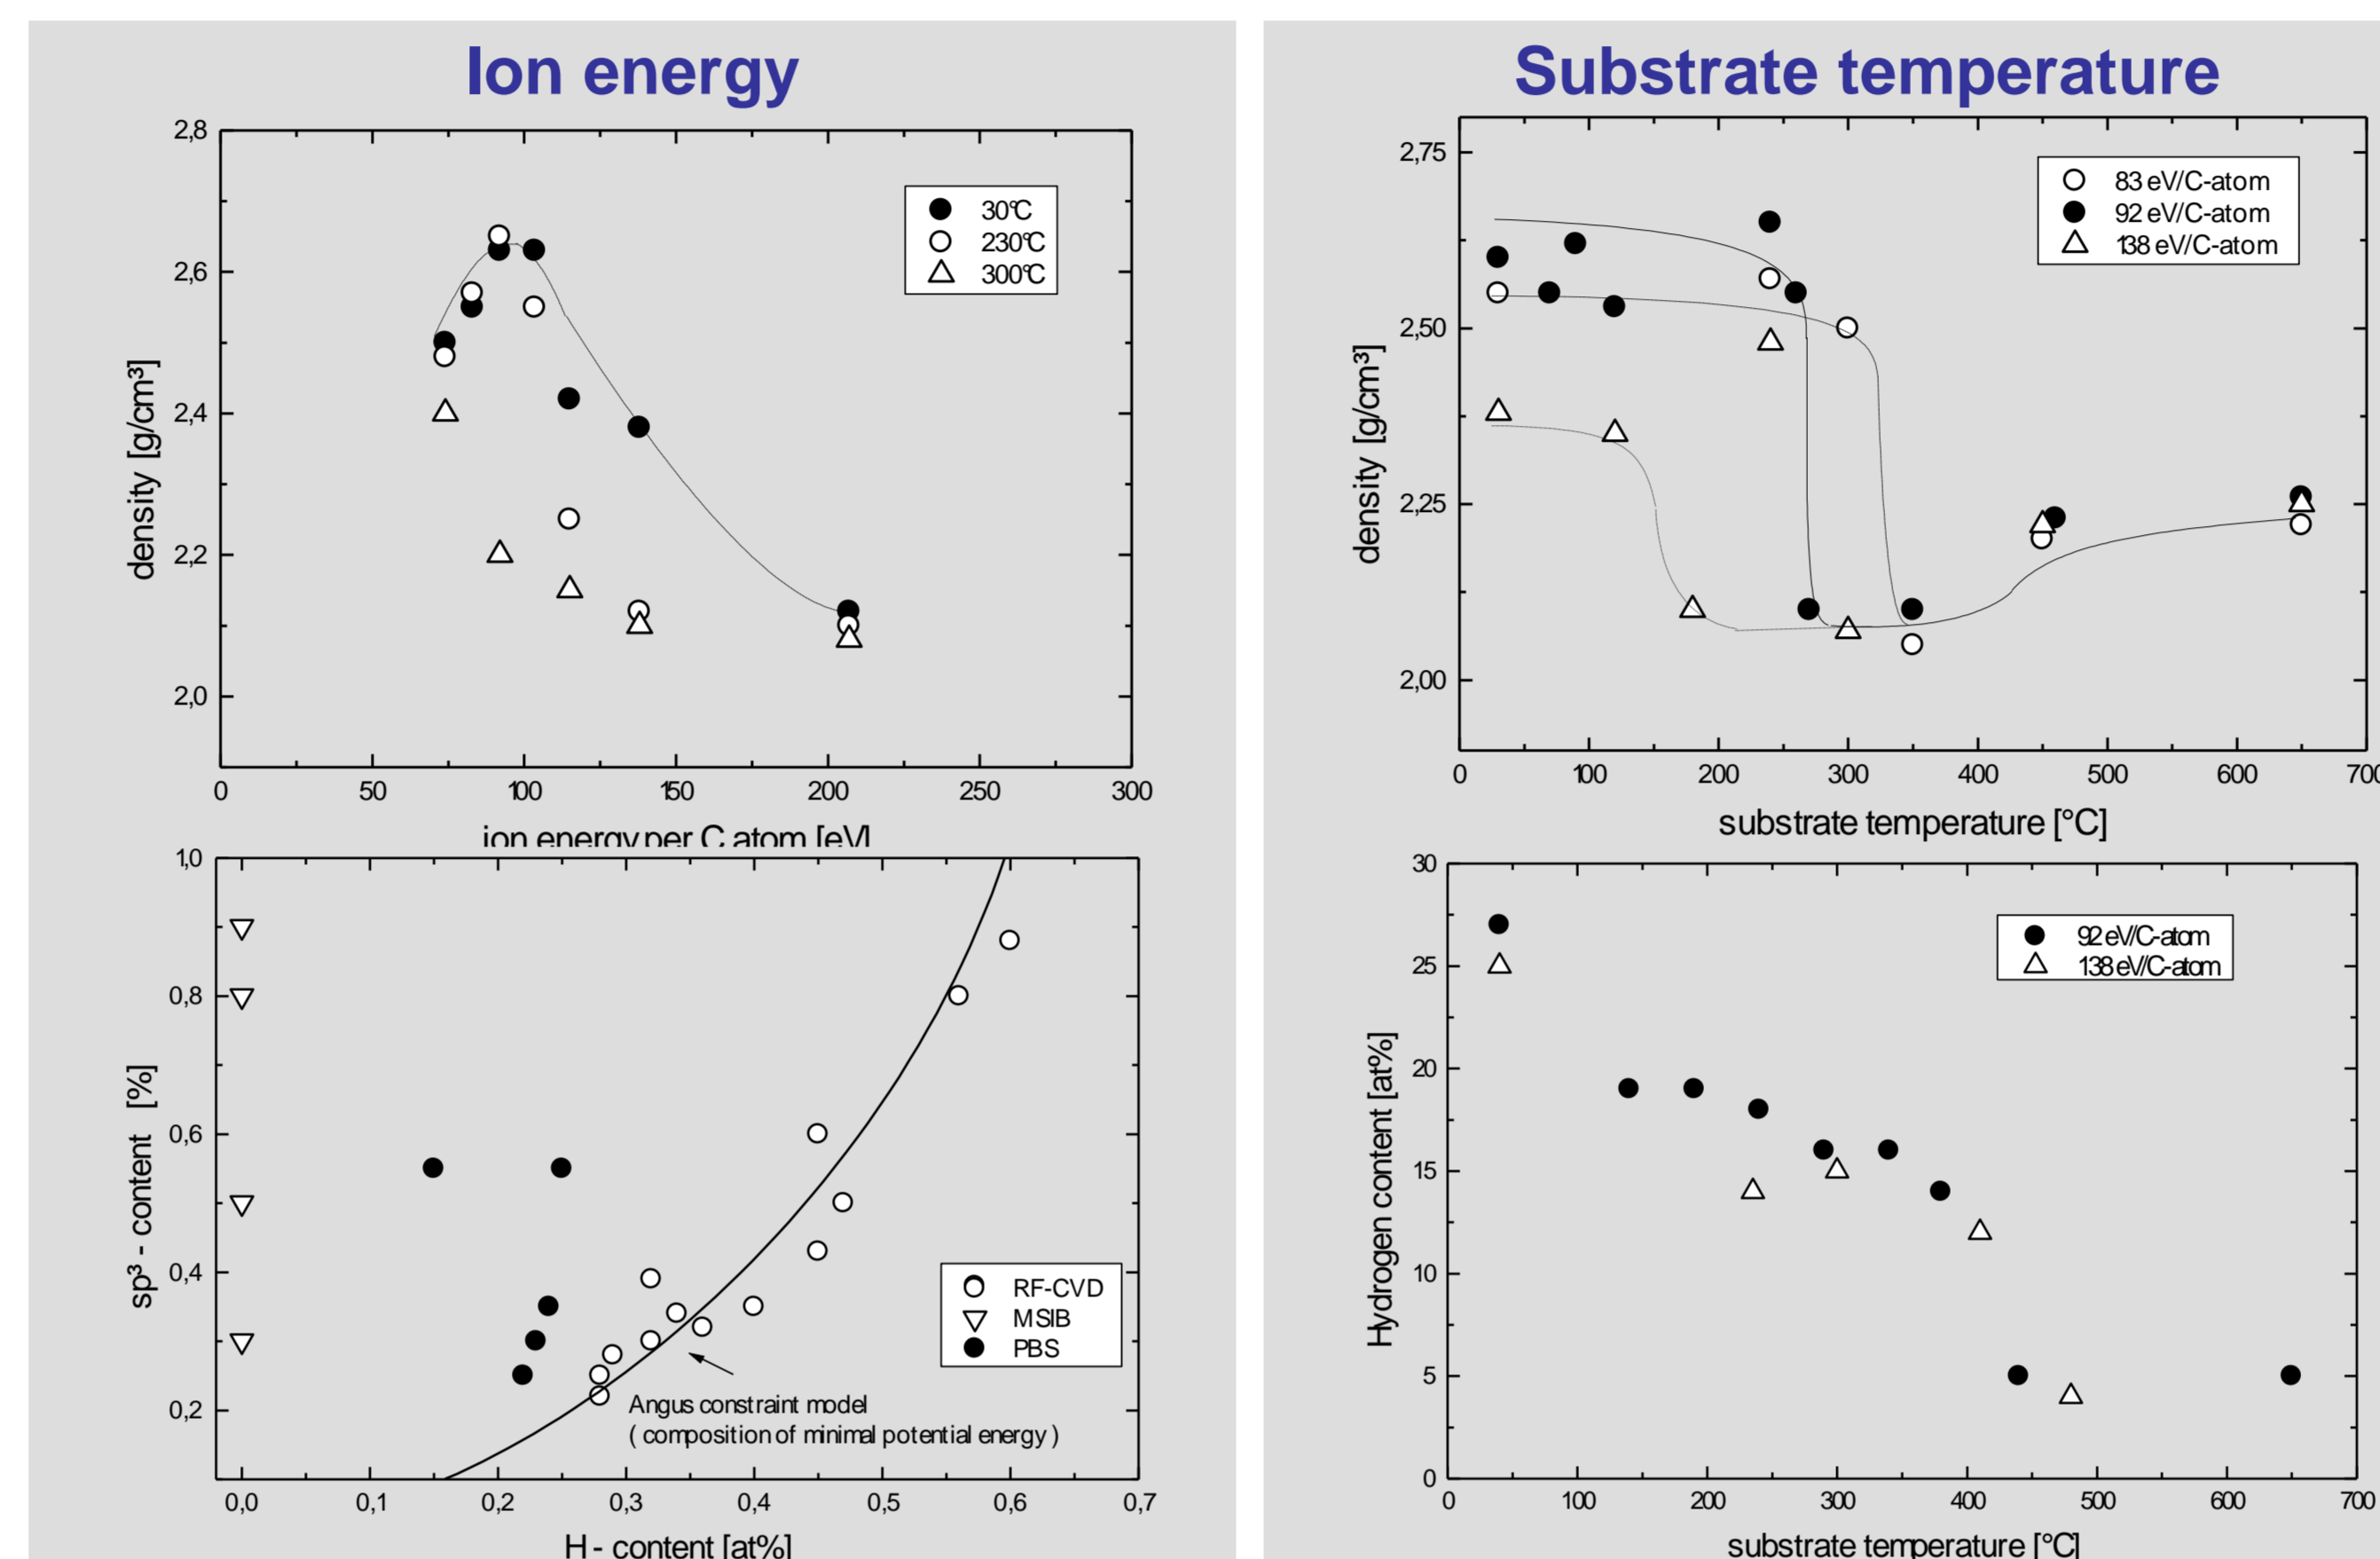 Ion energy
2,8
2,6
2,4
2,2
2,0
density [g/cm³]
30°C
230°C
300°C
0 50 100 150 200 250 300
ion energy per C atom [eV]
1,0
0,8
0,6
0,4
0,2
sp³ - content [%]
RF-CVD
MSIB
PBS
Angus constraint model
( composition of minimal potential energy )
0,0 0,1 0,2 0,3 0,4 0,5 0,6 0,7
H - content [at%]
Substrate temperature
2,75
2,50
2,25
2,00
density [g/cm³]
83 eV/C-atom
92 eV/C-atom
138 eV/C-atom
0 100 200 300 400 500 600 700
substrate temperature [°C]
30
25
20
15
10
5
0
Hydrogen content [at%]
92 eV/C-atom
138 eV/C-atom
0 100 200 300 400 500 600 700
substrate temperature [°C]